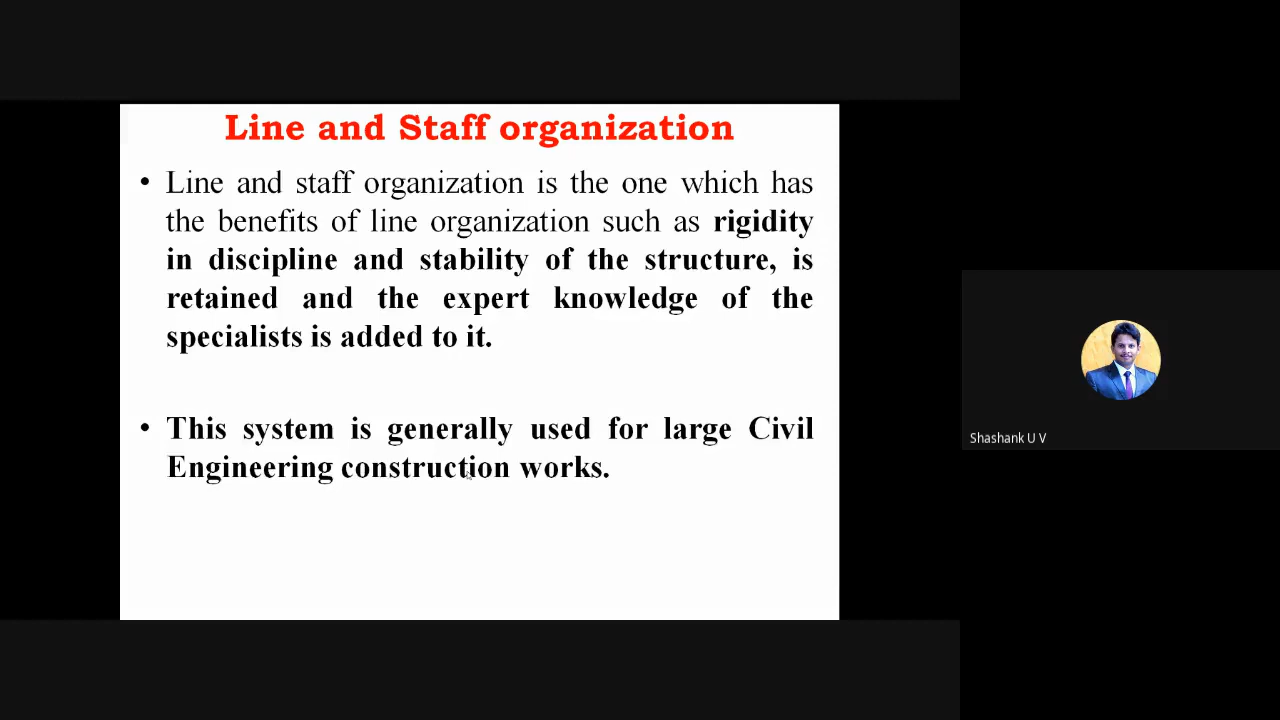 Line and Staff organization
• Line and staff organization is the one which has
the benefits of line organization such as rigidity
in discipline and stability of the structure, is
retained and the expert knowledge of the
specialists is added to it.
• This system is generally used for large Civil
Engineering construction works.
Shashank U V